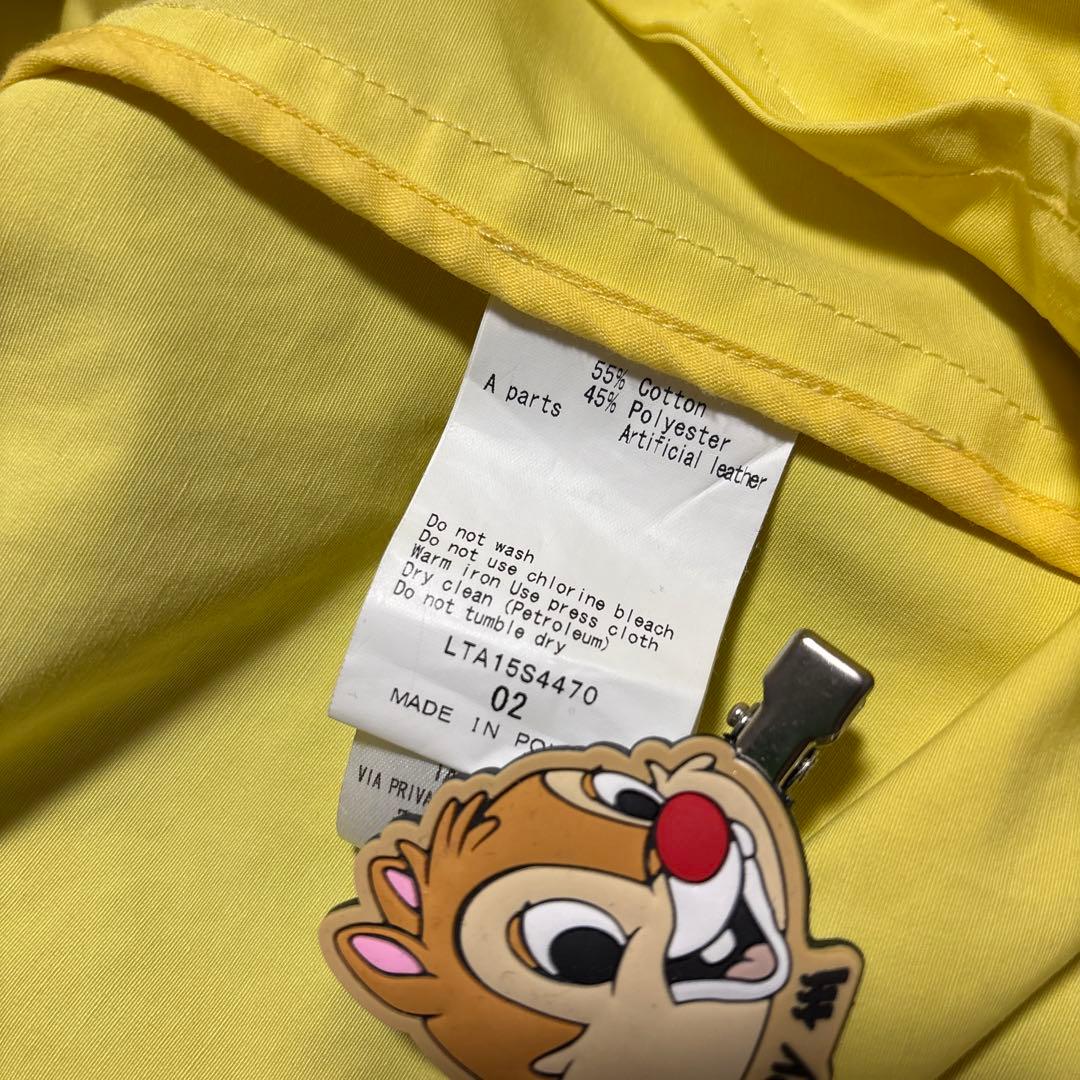 55% Cotton
A parts 45% Polyester
Artificial leather
Do not wash
Do not use chlorine bleach
Warm iron Use press cloth
Dry clean (Petroleum)
Do not tumble dry
LTA15S4470
02
MADE IN
VIA